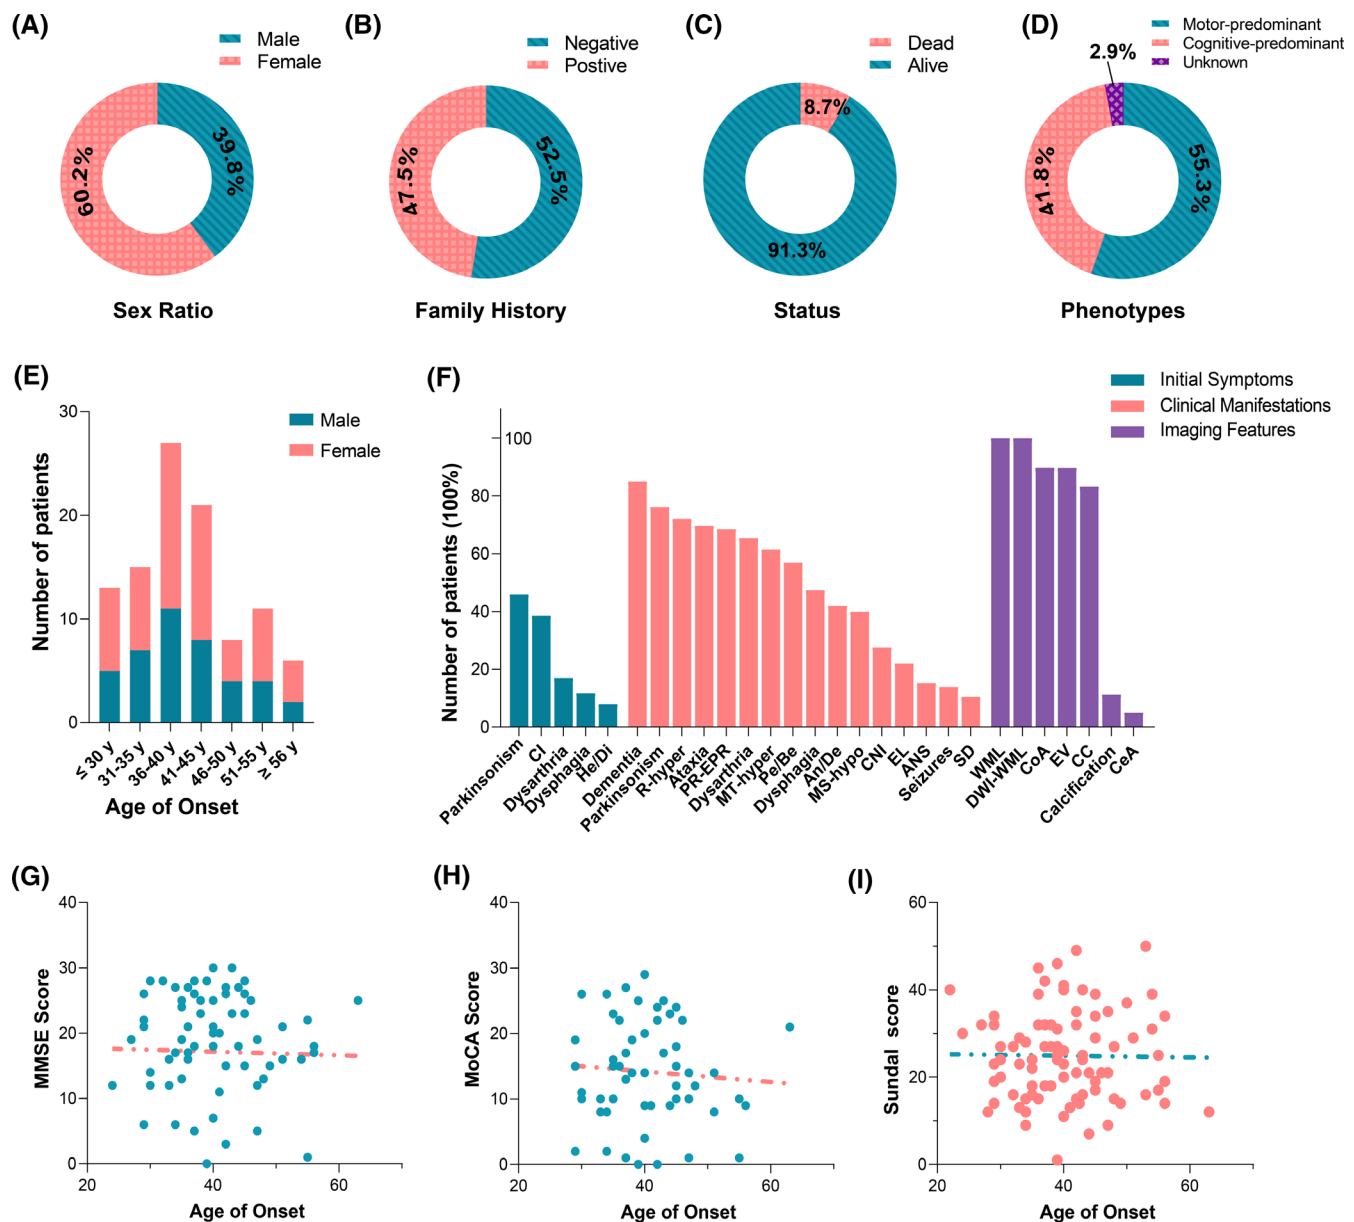 (A)
Male
Female
39.8%
60.2%
Sex Ratio
(B)
Negative
Postive
52.5%
47.5%
Family History
(C)
Dead
Alive
8.7%
91.3%
Status
(D)
Motor-predominant
Cognitive-predominant
Unknown
2.9%
55.3%
41.8%
Phenotypes
(E)
Male
Female
Number of patients
30
20
10
0
≤ 30 y
31-35 y
36-40 y
41-45 y
46-50 y
51-55 y
≥ 56 y
Age of Onset
(F)
Initial Symptoms
Clinical Manifestations
Imaging Features
Number of patients (100%)
100
80
60
40
20
0
Parkinsonism
CI
Dysarthria
Dysphagia
He/Di
Dementia
Parkinsonism
R-hyper
Ataxia
PR-EPR
Dysarthria
MT-hyper
Pe/Be
Dysphagia
An/De
MS-hypo
CNI
EL
ANS
Seizures
SD
WML
DWI-WML
CoA
EV
CC
Calcification
CeA
(G)
MMSE Score
40
30
20
10
0
20
40
60
Age of Onset
(H)
MoCA Score
40
30
20
10
0
20
40
60
Age of Onset
(I)
Sundal score
60
40
20
0
20
40
60
Age of Onset